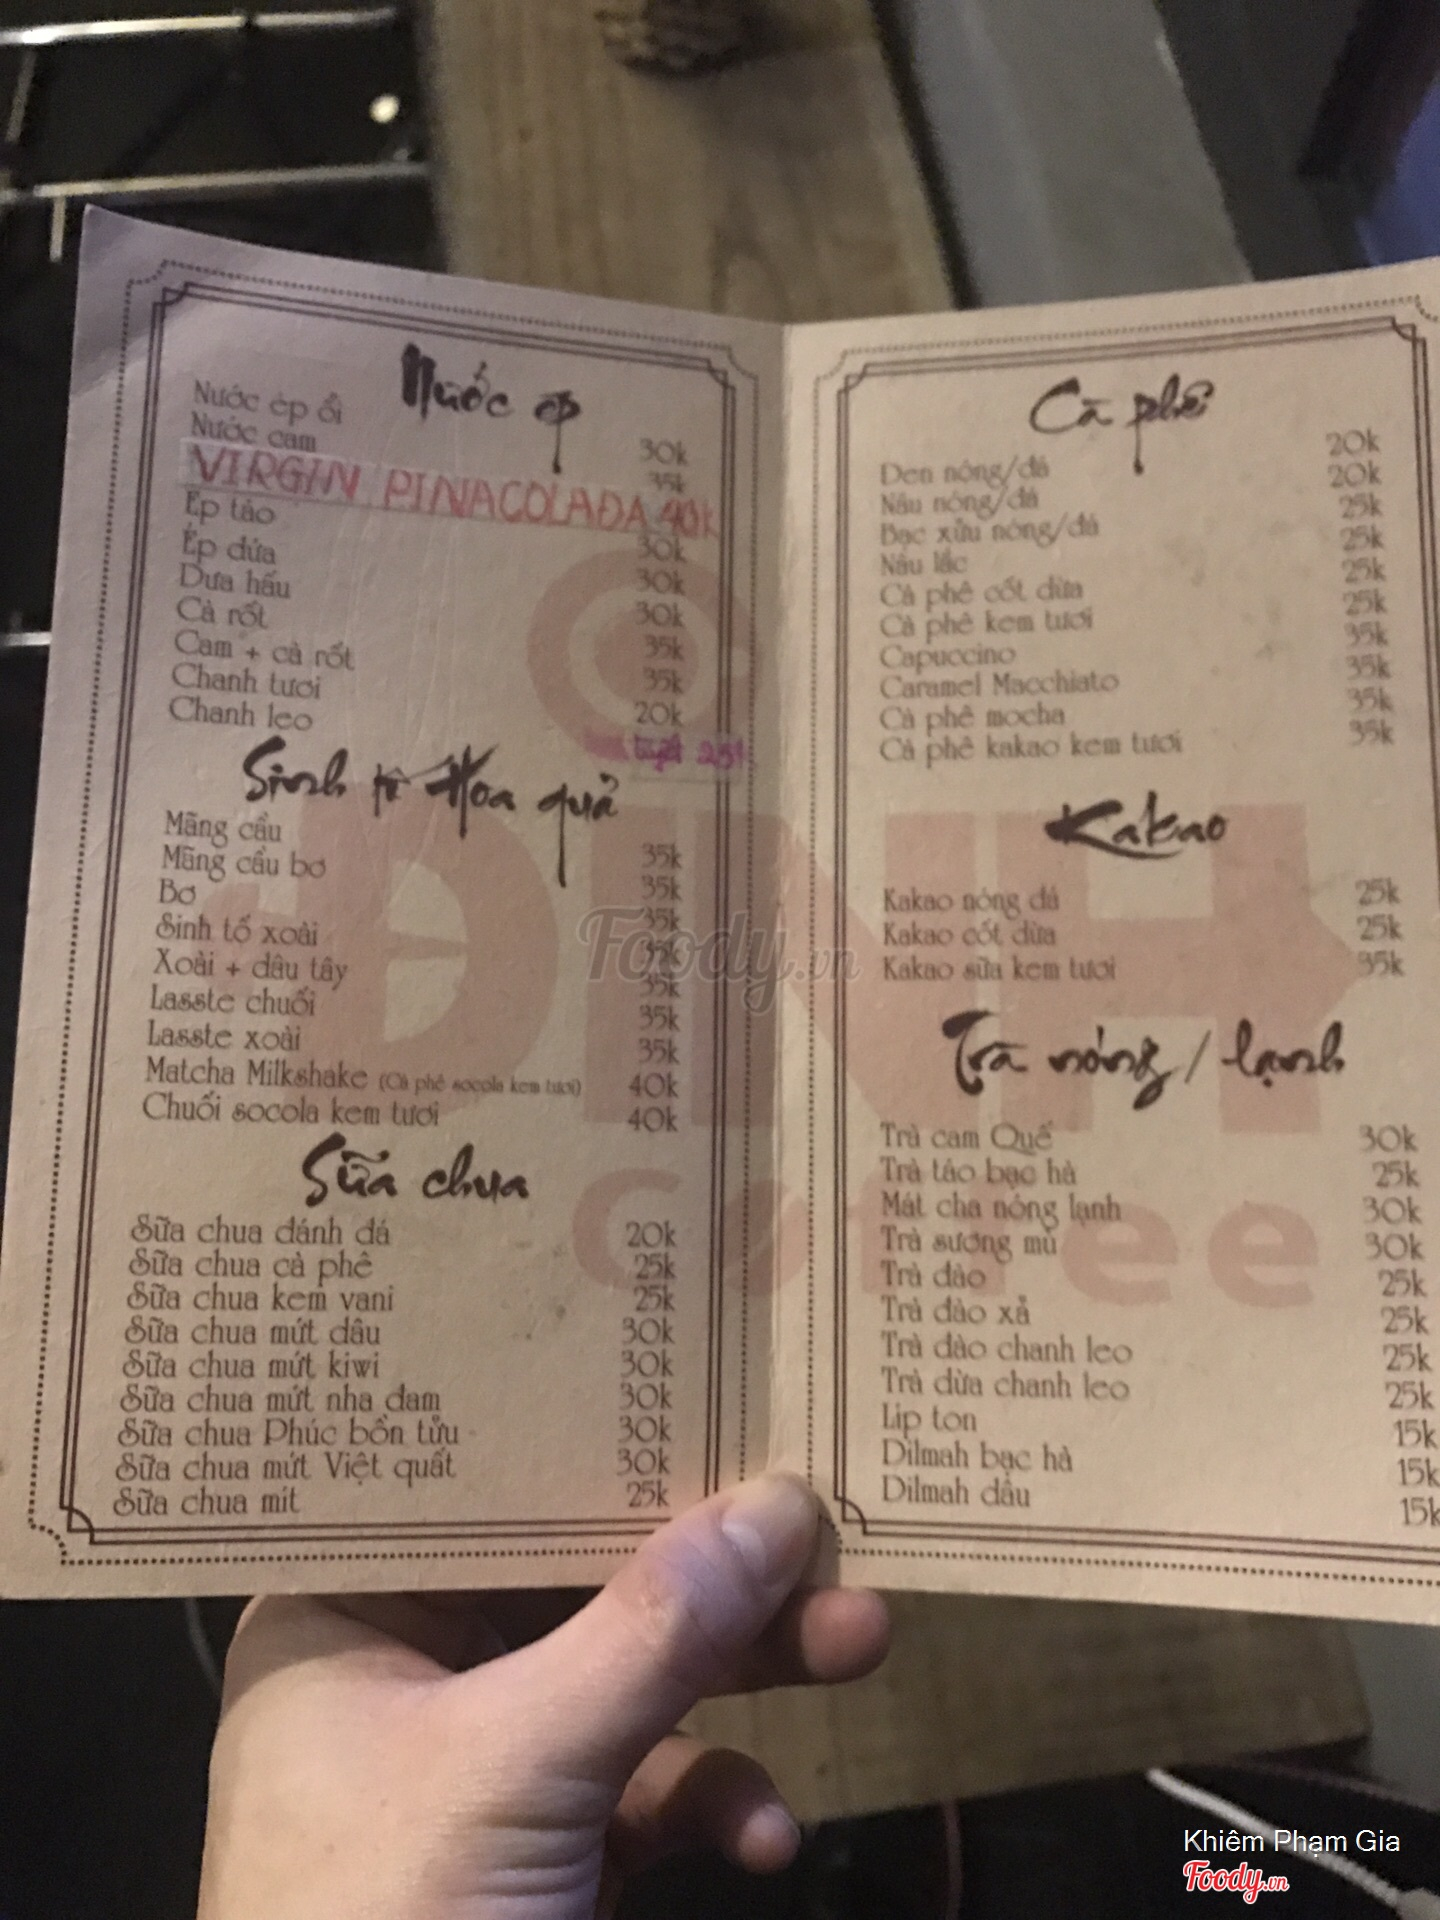 Nước ép
Nước ép ổi 30k
Nước cam 35k
VIRGIN PINACOLADA 40k
Ép táo 30k
Ép dứa 30k
Dưa hấu 30k
Cà rốt 35k
Cam + cà rốt 35k
Chanh tươi 20k
Chanh leo 25k
Sinh tố Hoa quả
Mãng cầu 35k
Mãng cầu bơ 35k
Bơ 35k
Sinh tố xoài 35k
Xoài + dâu tây 35k
Lasste chuối 35k
Lasste xoài 35k
Matcha Milkshake (Cà phê socola kem tươi) 40k
Chuối socola kem tươi 40k
Sữa chua
Sữa chua đánh đá 20k
Sữa chua cà phê 25k
Sữa chua kem vani 25k
Sữa chua mứt dâu 30k
Sữa chua mứt kiwi 30k
Sữa chua mứt nha đam 30k
Sữa chua Phúc bồn tửu 30k
Sữa chua mứt Việt quất 30k
Sữa chua mít 25k
Cà phê
Đen nóng/đá 20k
Nâu nóng/đá 20k
Bạc xửu nóng/đá 25k
Nâu lắc 25k
Cà phê cốt dừa 25k
Cà phê kem tươi 25k
Capuccino 35k
Caramel Macchiato 35k
Cà phê mocha 35k
Cà phê kakao kem tươi 35k
Kakao
Kakao nóng đá 25k
Kakao cốt dừa 25k
Kakao sữa kem tươi 35k
Trà nóng / lạnh
Trà cam Quế 30k
Trà táo bạc hà 25k
Mát cha nóng lạnh 30k
Trà sương mù 30k
Trà đào 25k
Trà đào xả 25k
Trà đào chanh leo 25k
Trà dừa chanh leo 25k
Lip ton 15k
Dilmah bạc hà 15k
Dilmah dâu 15k
ĐINH
coffee
Foody.vn
Khiêm Phạm Gia
Foody.vn